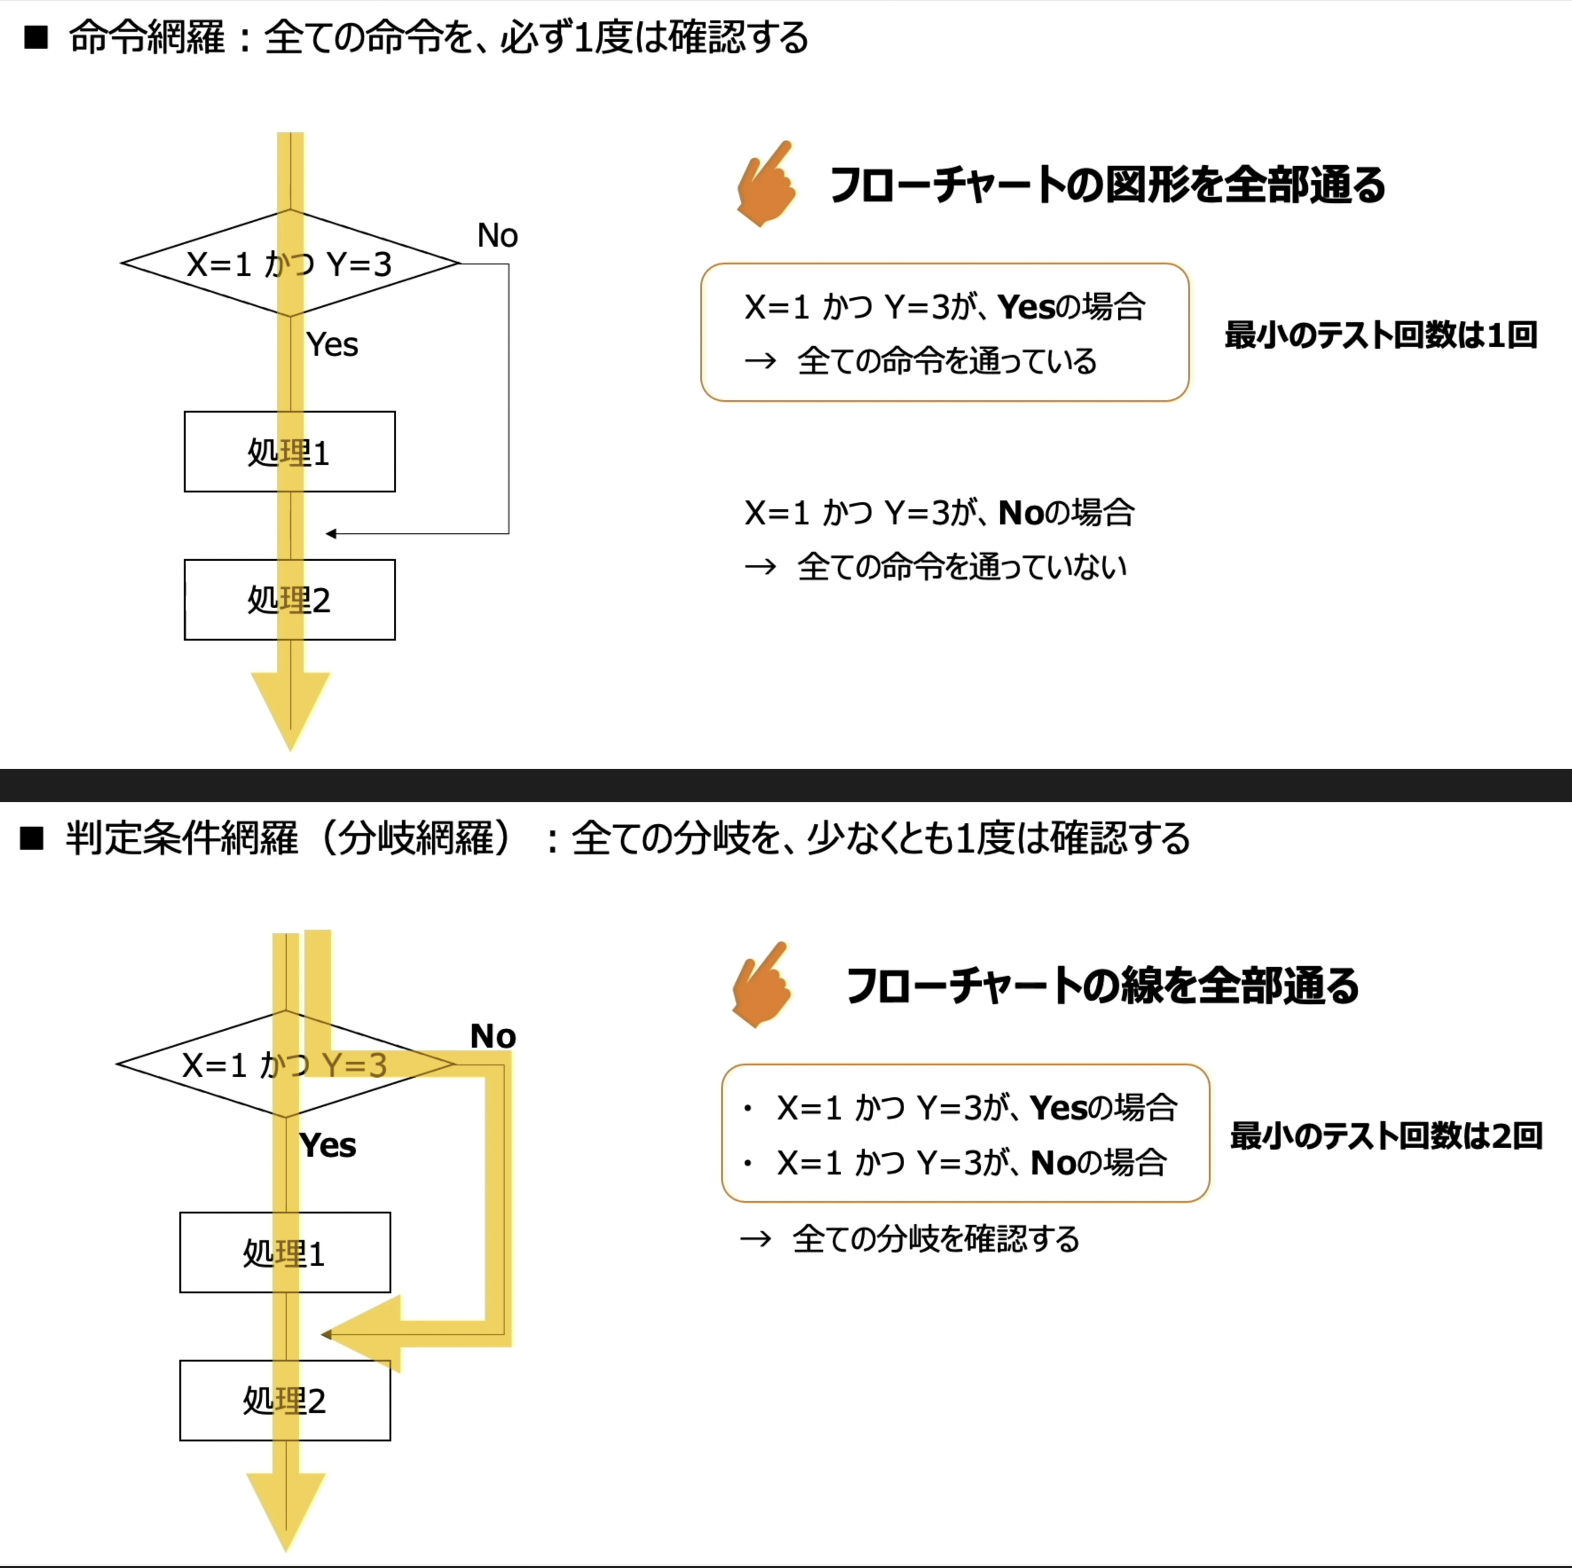 ■ 命令網羅：全ての命令を、必ず1度は確認する
フローチャートの図形を全部通る
No
X=1 かつ Y=3
Yes
処理1
処理2
X=1 かつ Y=3が、Yesの場合
→ 全ての命令を通っている
最小のテスト回数は1回
X=1 かつ Y=3が、Noの場合
→ 全ての命令を通っていない
■ 判定条件網羅（分岐網羅）：全ての分岐を、少なくとも1度は確認する
フローチャートの線を全部通る
No
X=1 かつ Y=3
Yes
処理1
処理2
・ X=1 かつ Y=3が、Yesの場合
・ X=1 かつ Y=3が、Noの場合
最小のテスト回数は2回
→ 全ての分岐を確認する